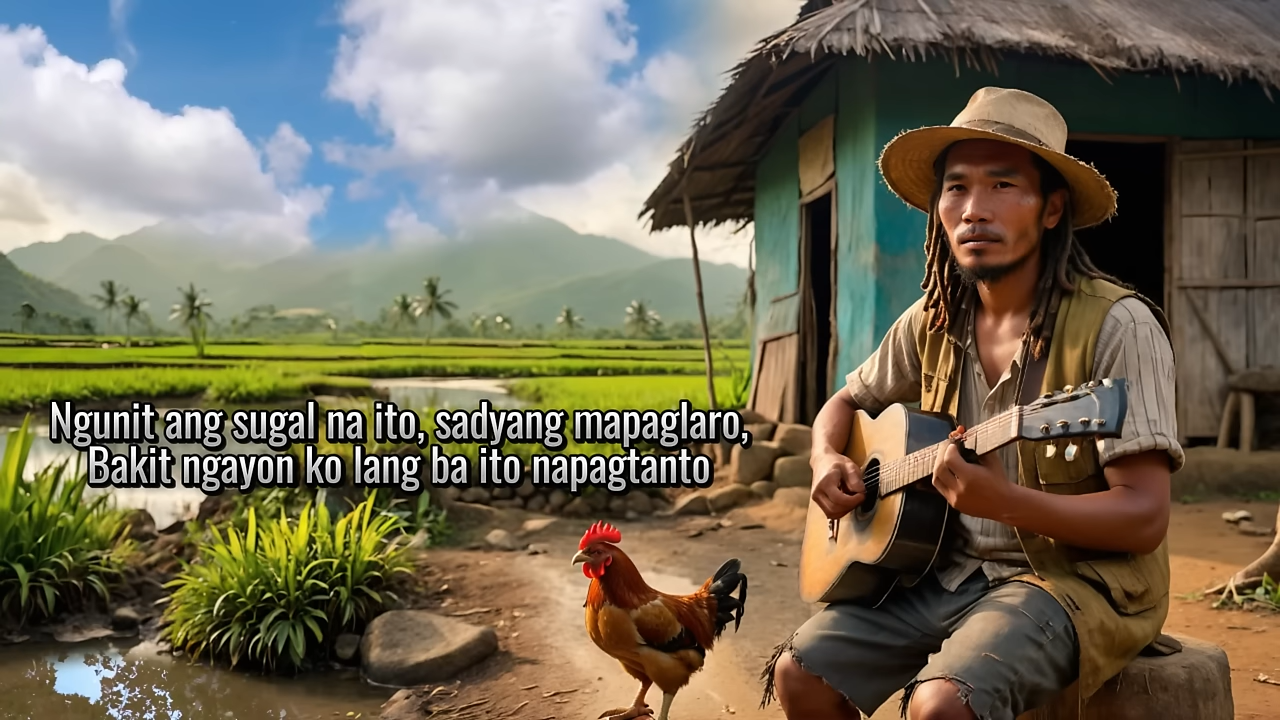 Ngunit ang sugal na ito, sadyang mapaglaro,
Bakit ngayon ko lang ba ito napagtanto